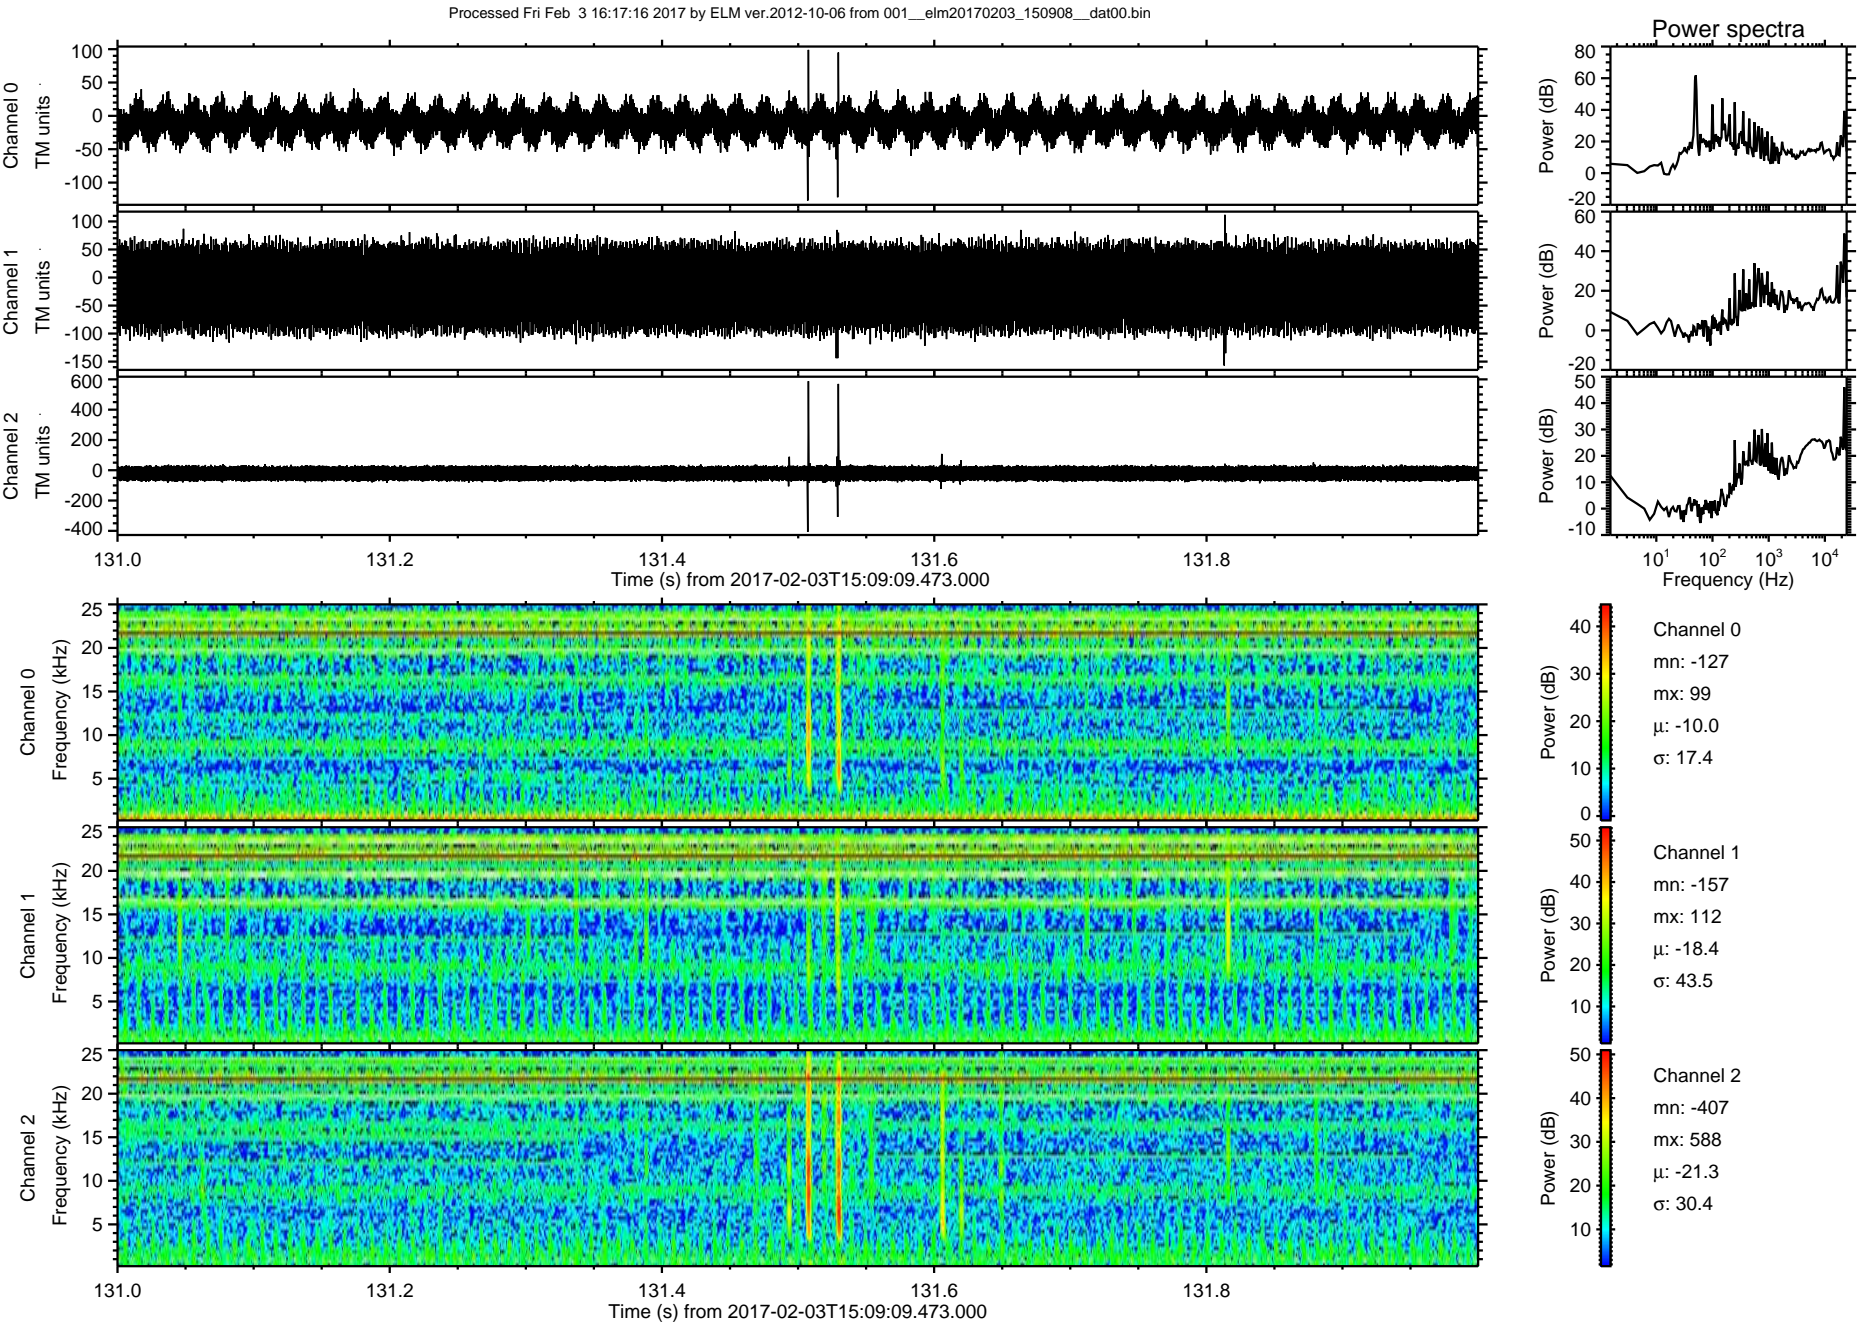 Processed Fri Feb  3 16:17:16 2017 by ELM ver.2012-10-06 from 001__elm20170203_150908__dat00.bin
Power spectra
Channel 0
TM units
100
50
0
-50
-100
Power (dB)
80
60
40
20
0
-20
Channel 1
TM units
100
50
0
-50
-100
-150
Power (dB)
60
40
20
0
-20
Channel 2
TM units
600
400
200
0
-200
-400
Power (dB)
50
40
30
20
10
0
-10
131.0 131.2 131.4 131.6 131.8
Time (s) from 2017-02-03T15:09:09.473.000
10^1 10^2 10^3 10^4
Frequency (Hz)
Channel 0
Frequency (kHz)
25
20
15
10
5
Power (dB)
40
30
20
10
0
Channel 0
mn: -127
mx: 99
μ: -10.0
σ: 17.4
Channel 1
Frequency (kHz)
25
20
15
10
5
Power (dB)
50
40
30
20
10
Channel 1
mn: -157
mx: 112
μ: -18.4
σ: 43.5
Channel 2
Frequency (kHz)
25
20
15
10
5
Power (dB)
50
40
30
20
10
Channel 2
mn: -407
mx: 588
μ: -21.3
σ: 30.4
131.0 131.2 131.4 131.6 131.8
Time (s) from 2017-02-03T15:09:09.473.000